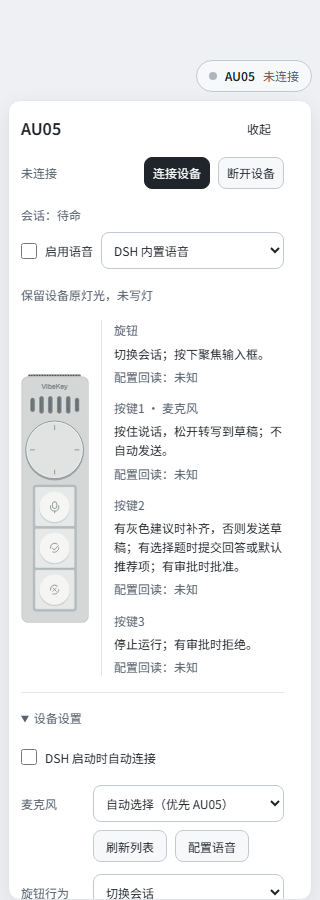 AU05 未连接
AU05 收起
未连接 连接设备 断开设备
会话：待命
启用语音 DSH 内置语音
保留设备原灯光，未写灯
VibeKey
旋钮
切换会话；按下聚焦输入框。
配置回读：未知
按键1 · 麦克风
按住说话，松开转写到草稿；不
自动发送。
配置回读：未知
按键2
有灰色建议时补齐，否则发送草
稿；有选择题时提交回答或默认
推荐项；有审批时批准。
配置回读：未知
按键3
停止运行；有审批时拒绝。
配置回读：未知
▼ 设备设置
DSH 启动时自动连接
麦克风 自动选择（优先 AU05）
刷新列表 配置语音
旋钮行为 切换会话